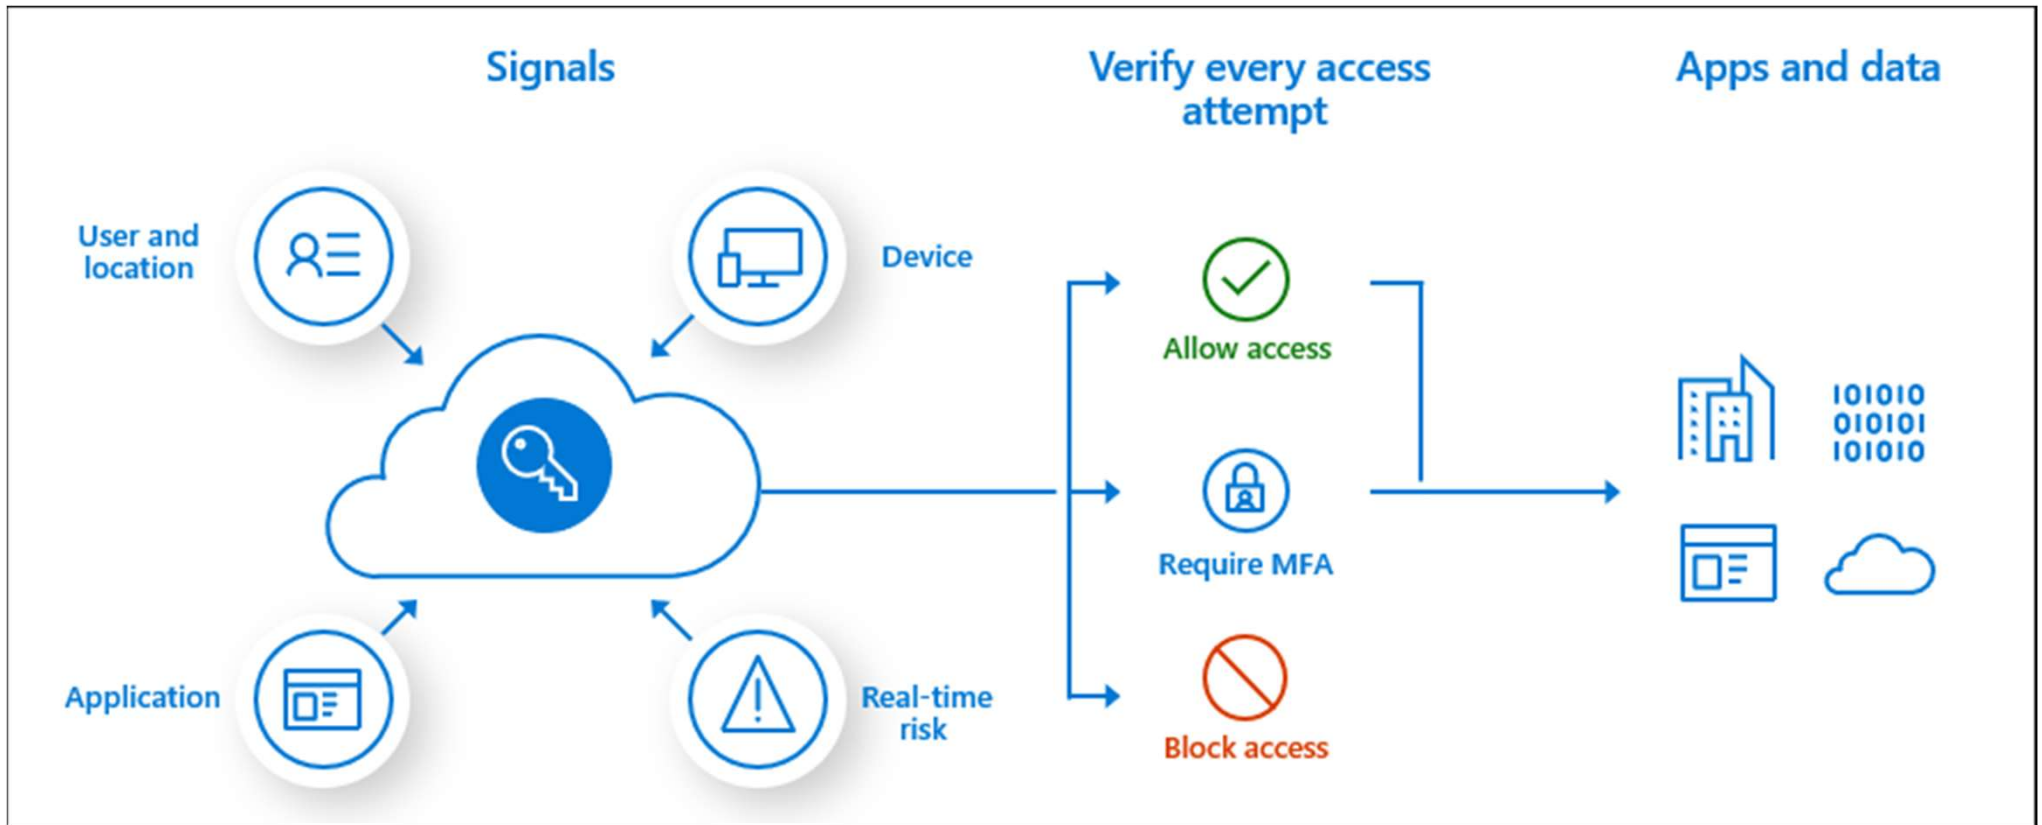 Signals
Verify every access
attempt
Apps and data
User and
location
Device
Allow access
101010
010101
101010
Require MFA
Application
Real-time
risk
Block access